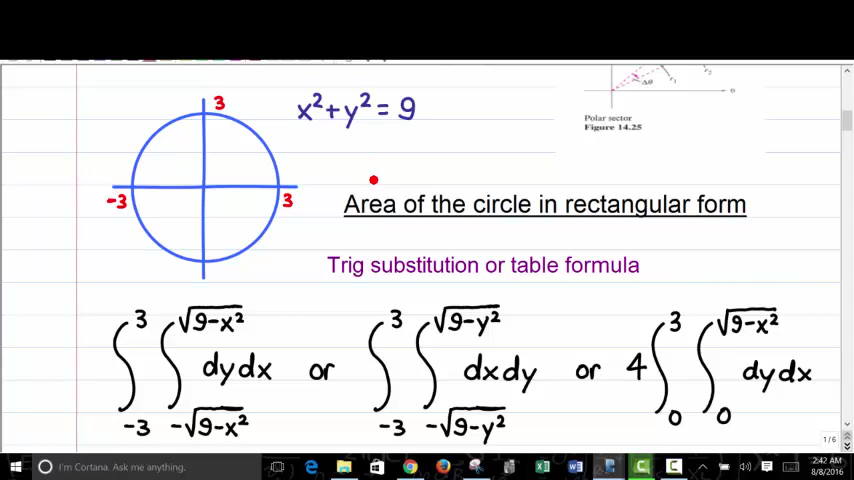 Δθ r₁ r₂ θ
Polar sector
Figure 14.25
3
x²+y²=9
-3 3
Area of the circle in rectangular form
Trig substitution or table formula
∫_{-3}^{3} ∫_{-√(9-x²)}^{√(9-x²)} dydx or ∫_{-3}^{3} ∫_{-√(9-y²)}^{√(9-y²)} dxdy or 4 ∫_{0}^{3} ∫_{0}^{√(9-x²)} dydx
1/6
I'm Cortana. Ask me anything.
2:42 AM
8/8/2016